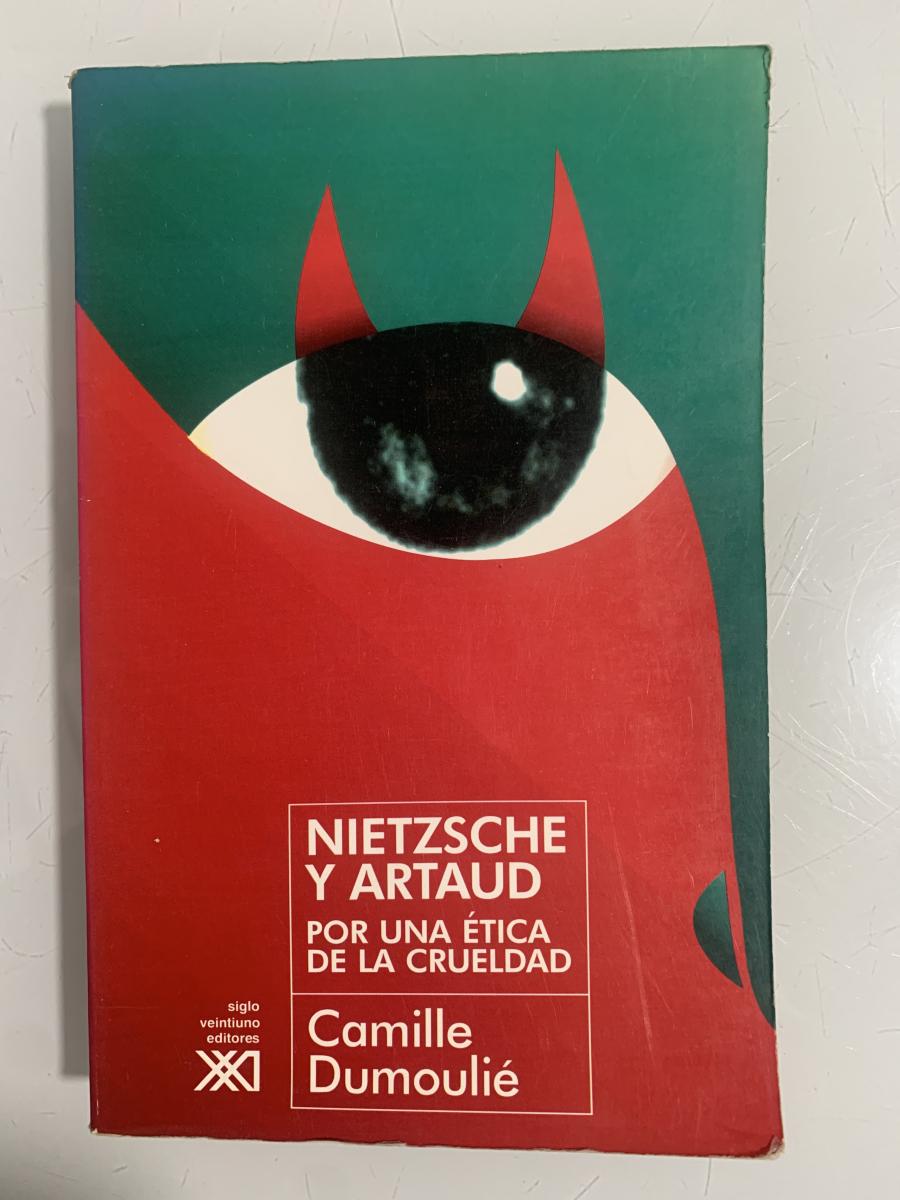 NIETZSCHE
Y ARTAUD
POR UNA ÉTICA
DE LA CRUELDAD
siglo
veintiuno
editores
XXI
Camille
Dumoulié